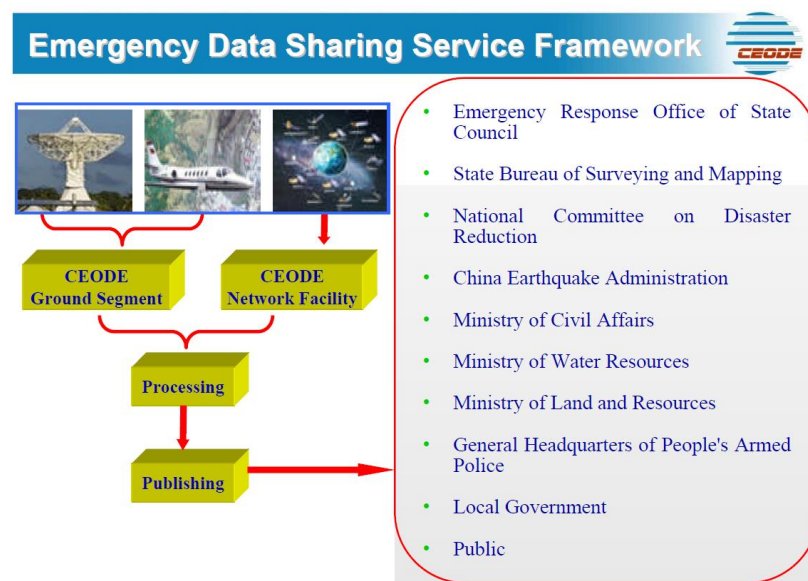 Emergency Data Sharing Service Framework
CEODE
CEODE
Ground Segment
CEODE
Network Facility
Processing
Publishing
• Emergency Response Office of State
Council
• State Bureau of Surveying and Mapping
• National Committee on Disaster
Reduction
• China Earthquake Administration
• Ministry of Civil Affairs
• Ministry of Water Resources
• Ministry of Land and Resources
• General Headquarters of People's Armed
Police
• Local Government
• Public